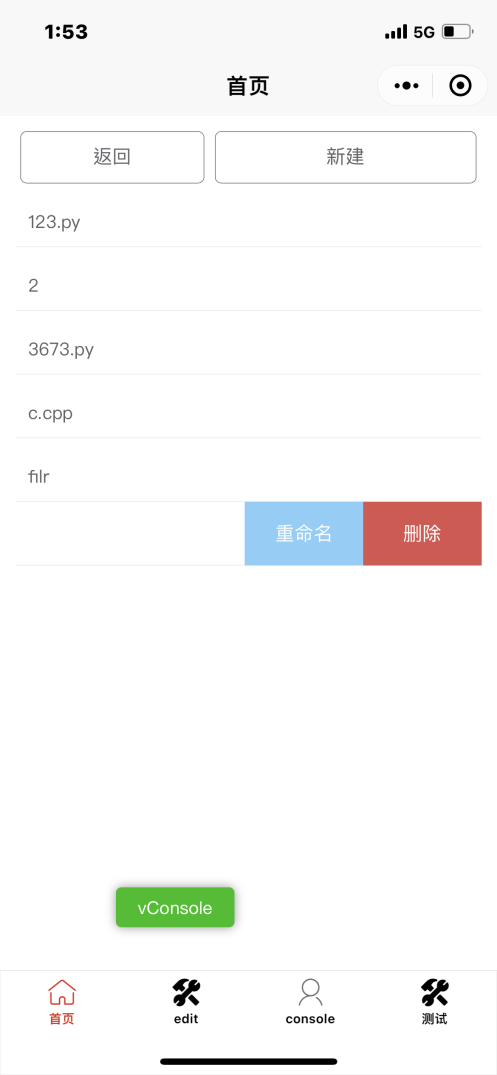 1:53
5G
首页
返回
新建
123.py
2
3673.py
c.cpp
filr
重命名
删除
vConsole
首页
edit
console
测试